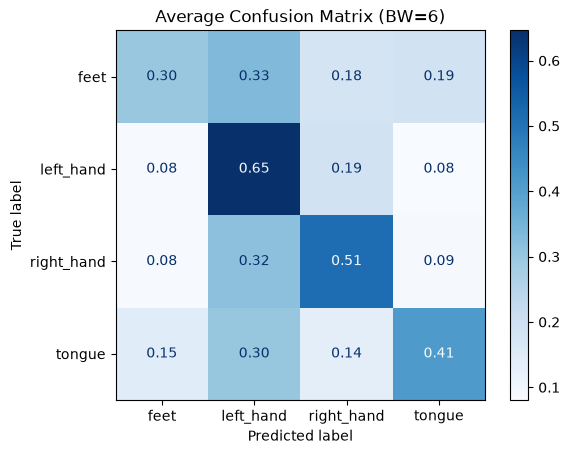 Average Confusion Matrix (BW=6)
True label
feet 0.30 0.33 0.18 0.19
left_hand 0.08 0.65 0.19 0.08
right_hand 0.08 0.32 0.51 0.09
tongue 0.15 0.30 0.14 0.41
feet left_hand right_hand tongue
Predicted label
0.6
0.5
0.4
0.3
0.2
0.1